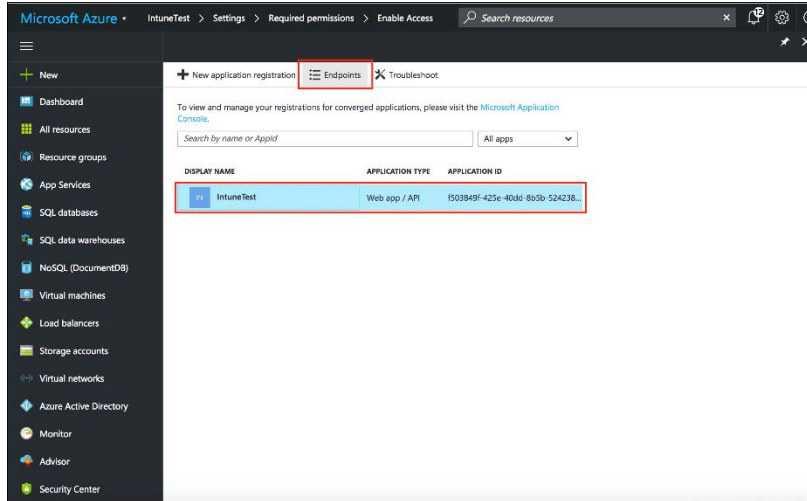 Microsoft Azure IntuneTest > Settings > Required permissions > Enable Access Search resources × 12
New
New application registration Endpoints Troubleshoot
Dashboard
To view and manage your registrations for converged applications, please visit the Microsoft Application
Console.
All resources
Search by name or AppId All apps
Resource groups
DISPLAY NAME APPLICATION TYPE APPLICATION ID
App Services
IN IntuneTest Web app / API f503849f-425e-40dd-8b5b-524238...
SQL databases
SQL data warehouses
NoSQL (DocumentDB)
Virtual machines
Load balancers
Storage accounts
Virtual networks
Azure Active Directory
Monitor
Advisor
Security Center